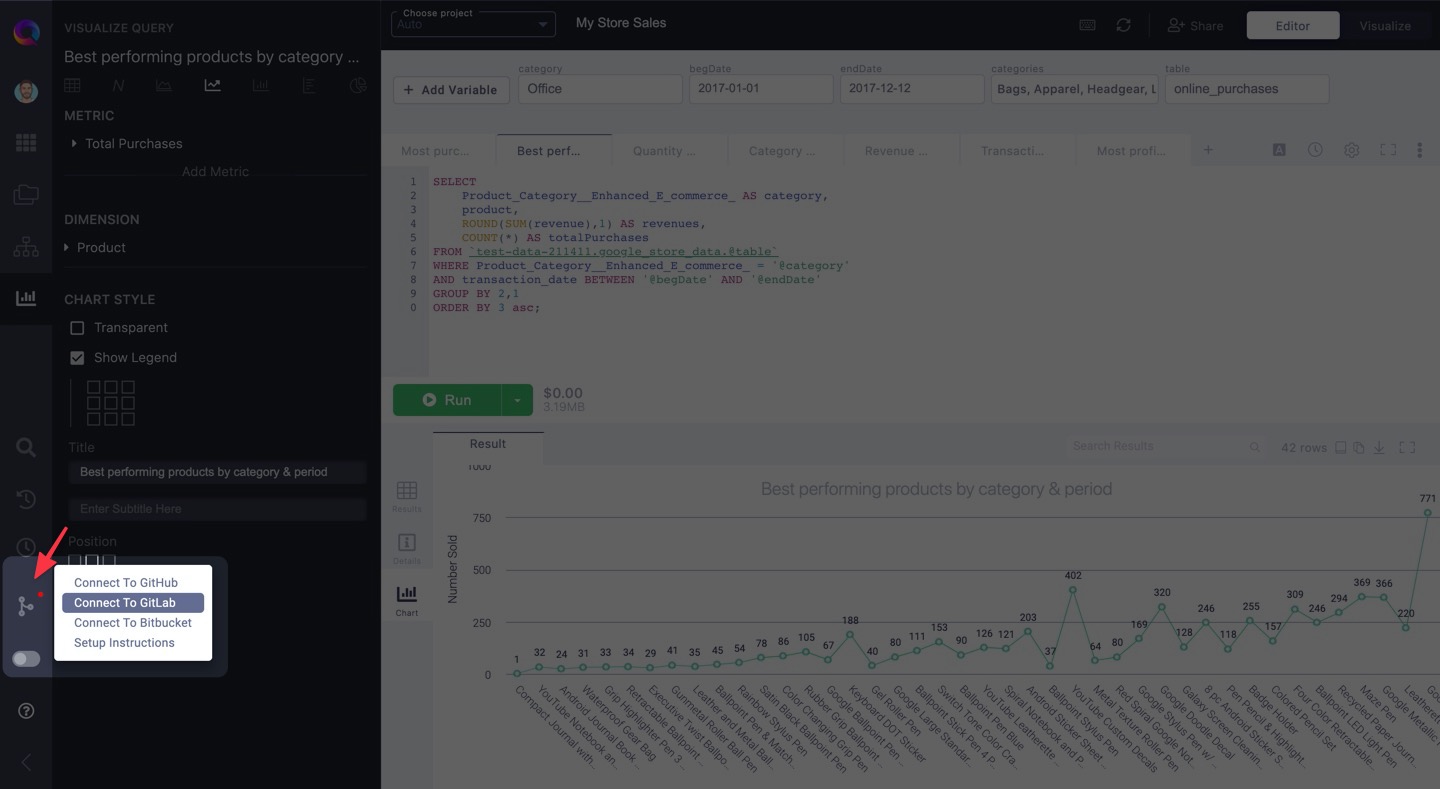 VISUALIZE QUERY
Best performing products by category ...
METRIC
Total Purchases
Add Metric
DIMENSION
Product
CHART STYLE
Transparent
Show Legend
Title
Best performing products by category & period
Enter Subtitle Here
Position
Connect To GitHub
Connect To GitLab
Connect To Bitbucket
Setup Instructions
Choose project
Auto
My Store Sales
Share
Editor
Visualize
+ Add Variable
category
Office
begDate
2017-01-01
endDate
2017-12-12
categories
Bags, Apparel, Headgear, L
table
online_purchases
Most purc...
Best perf...
Quantity ...
Category ...
Revenue ...
Transacti...
Most profi...
+
A
1 SELECT
2 Product_Category__Enhanced_E_commerce_ AS category,
3 product,
4 ROUND(SUM(revenue),1) AS revenues,
5 COUNT(*) AS totalPurchases
6 FROM `test-data-211411.google_store_data.@table`
7 WHERE Product_Category__Enhanced_E_commerce_ = '@category'
8 AND transaction_date BETWEEN '@begDate' AND '@endDate'
9 GROUP BY 2,1
0 ORDER BY 3 asc;
Run
$0.00
3.19MB
Result
Search Results
42 rows
Results
Details
Chart
Best performing products by category & period
Number Sold
1000
750
500
250
0
1 32 24 31 33 34 29 41 35 45 54 78 86 105 67 188 40 80 111 153 90 126 121 203 37 402 64 80 169 320 128 246 118 255 157 309 246 294 369 366 220 771
Compact Journal with...
YouTube Notebook an...
Android Journal Book ...
Waterproof Gear Bag
Grip Highlighter Pen 3 ...
Retractable Ballpoint ...
Executive Twist Ballpo...
Gunmetal Roller Ball Pen
Leather and Metal Ball...
Ballpoint Pen & Match...
Rainbow Stylus Pen
Satin Black Ballpoint Pen
Color Changing Grip Pen
Rubber Grip Ballpoint ...
Google Ballpoint Pen ...
Keyboard DOT Sticker
Gel Roller Pen
Google Large Standar...
Ballpoint Stick Pen 4 P...
Switch Tone Color Cra...
Ballpoint Pen Blue
YouTube Leatherette ...
Spiral Notebook and P...
Android Sticker Sheet ...
Ballpoint Stylus Pen
YouTube Custom Decals
Metal Texture Roller Pen
Red Spiral Google Not...
Google Stylus Pen w/ ...
Google Doodle Decal
Galaxy Screen Cleanin...
8 pc Android Sticker S...
Pen Pencil & Highlight...
Badge Holder
Colored Pencil Set
Four Color Retractable...
Ballpoint LED Light Pen
Recycled Paper Journ...
Maze Pen
Google Metallic
Leatherette
Goo